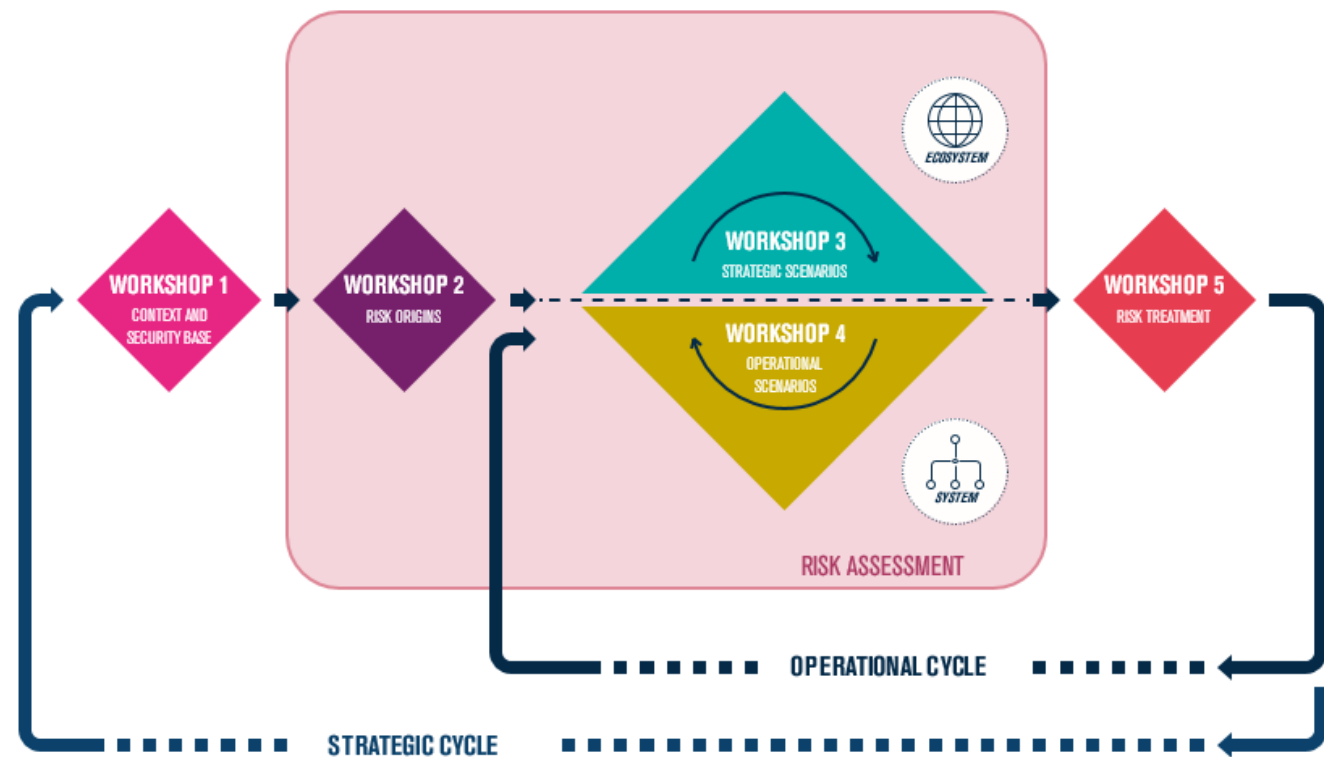 ECOSYSTEM
WORKSHOP 1
CONTEXT AND
SECURITY BASE
WORKSHOP 2
RISK ORIGINS
WORKSHOP 3
STRATEGIC SCENARIOS
WORKSHOP 4
OPERATIONAL
SCENARIOS
WORKSHOP 5
RISK TREATMENT
SYSTEM
RISK ASSESSMENT
OPERATIONAL CYCLE
STRATEGIC CYCLE